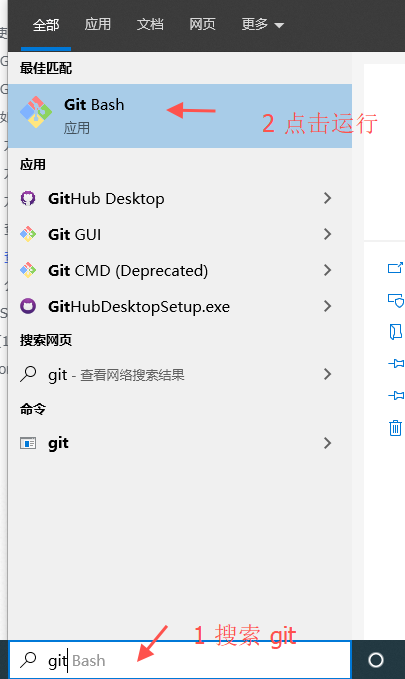 全部 应用 文档 网页 更多
最佳匹配
Git Bash
应用
2 点击运行
应用
GitHub Desktop
Git GUI
Git CMD (Deprecated)
GitHubDesktopSetup.exe
搜索网页
git - 查看网络搜索结果
命令
git
1 搜索 git
git Bash